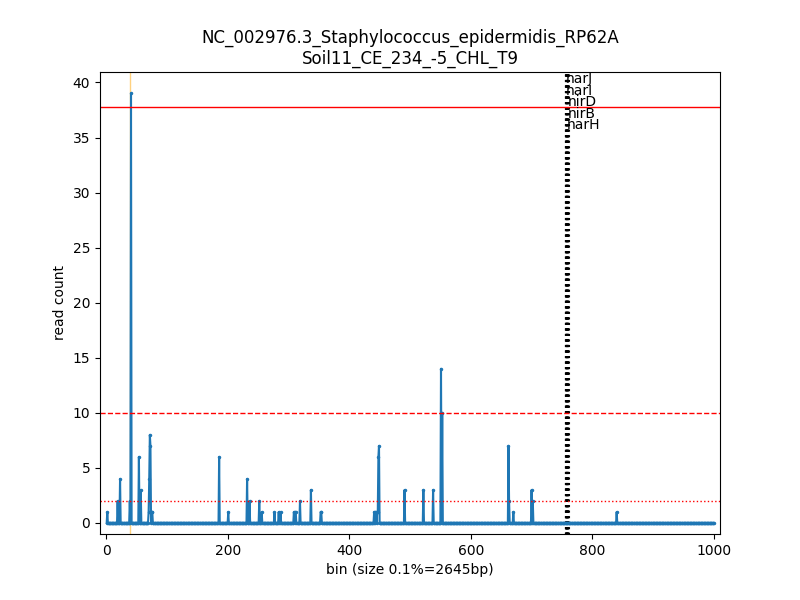 NC_002976.3_Staphylococcus_epidermidis_RP62A
Soil11_CE_234_-5_CHL_T9
narJ
narI
nirD
nirB
narH
40
35
30
25
20
15
10
5
0
read count
0 200 400 600 800 1000
bin (size 0.1%=2645bp)